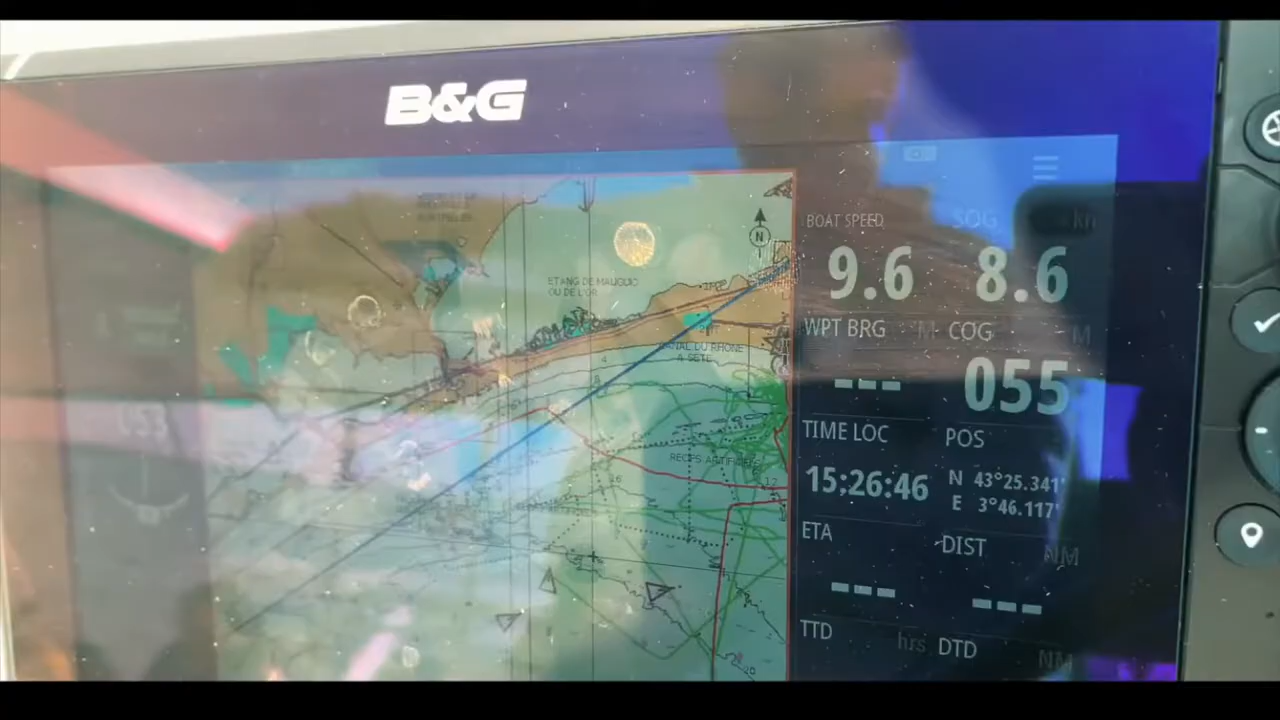 B&G
ETANG DE MAUGUIO
OU DE L'OR
N
CANAL DU RHONE
A SETE
BOAT SPEED
SOG kn
9.6 8.6
WPT BRG M COG M
--- 055
TIME LOC POS
15:26:46 N 43°25.341'
E 3°46.117'
ETA DIST NM
--- ---
TTD hrs DTD NM